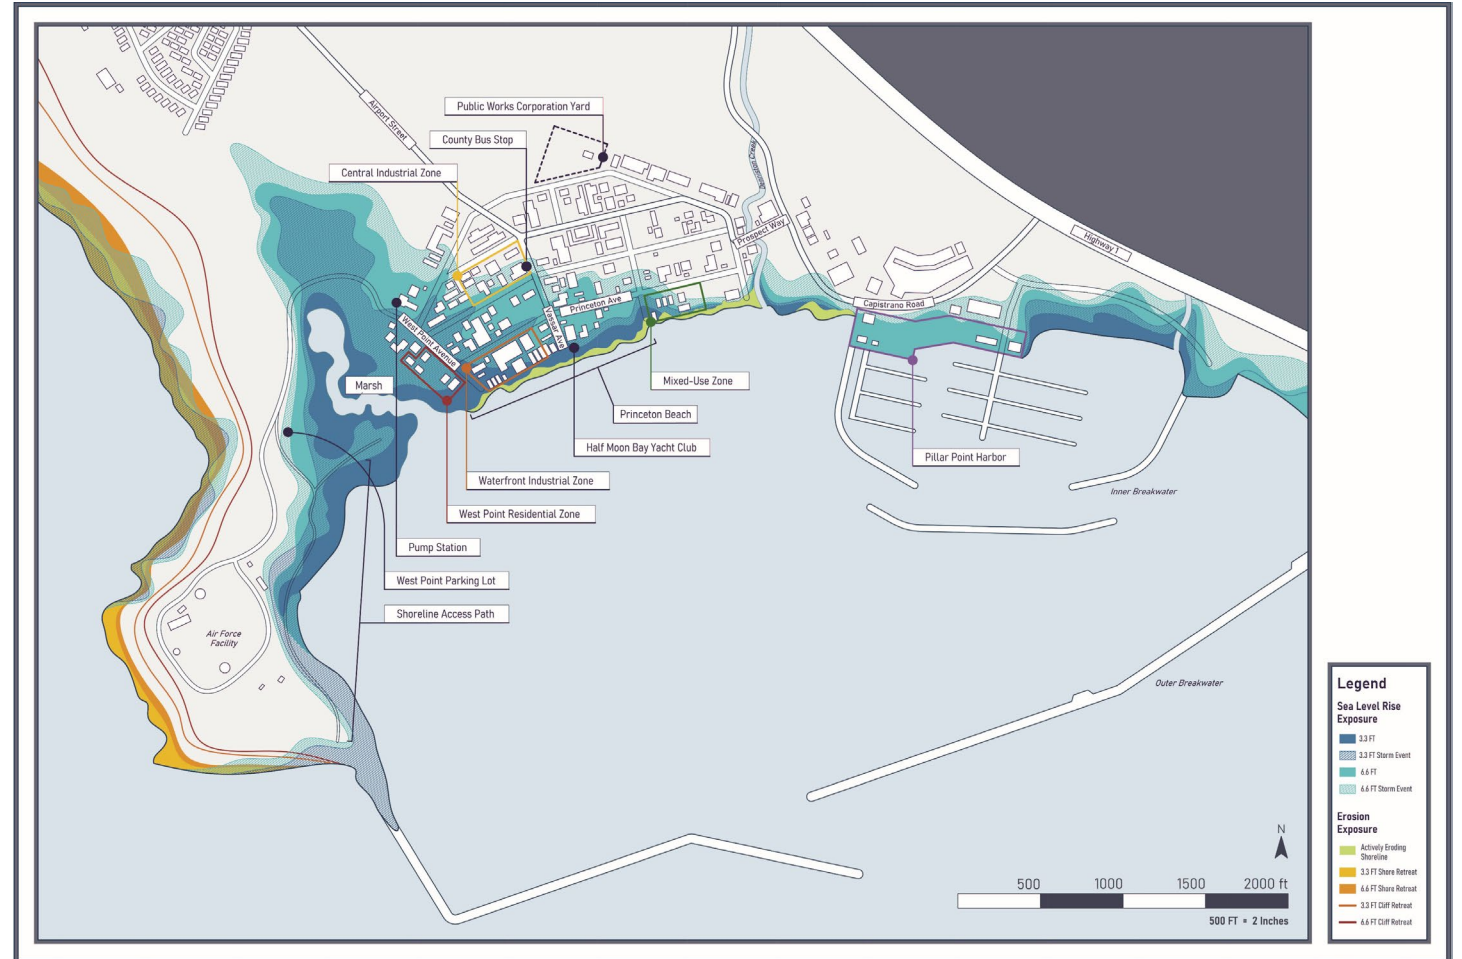 Public Works Corporation Yard
Airport Street
County Bus Stop
Central Industrial Zone
Denniston Creek
Prospect Way
Highway 1
Princeton Ave
Capistrano Road
Vassar Ave
West Point Avenue
Marsh
Mixed-Use Zone
Princeton Beach
Half Moon Bay Yacht Club
Pillar Point Harbor
Waterfront Industrial Zone
Inner Breakwater
West Point Residential Zone
Pump Station
West Point Parking Lot
Shoreline Access Path
Air Force
Facility
Outer Breakwater
N
500 1000 1500 2000 ft
500 FT = 2 Inches
Legend
Sea Level Rise
Exposure
3.3 FT
3.3 FT Storm Event
6.6 FT
6.6 FT Storm Event
Erosion
Exposure
Actively Eroding
Shoreline
3.3 FT Shore Retreat
6.6 FT Shore Retreat
3.3 FT Cliff Retreat
6.6 FT Cliff Retreat